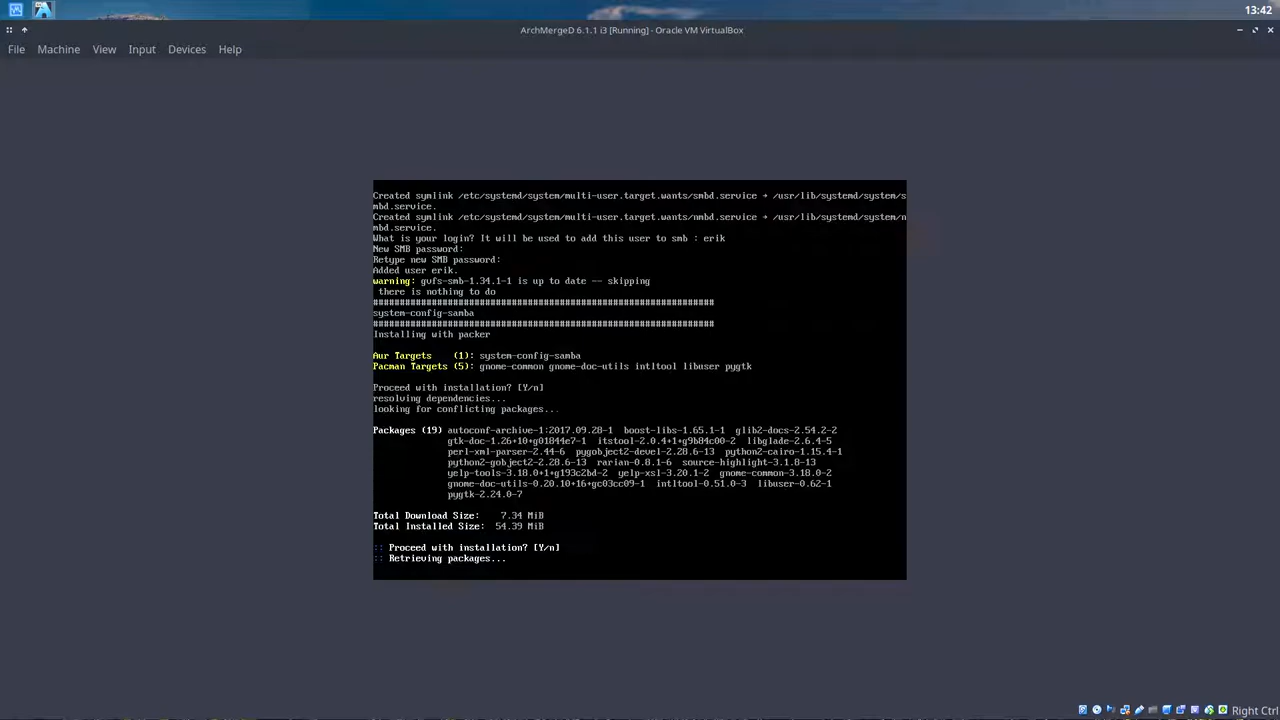 13:42
ArchMergeD 6.1.1 i3 [Running] - Oracle VM VirtualBox
File Machine View Input Devices Help
Created symlink /etc/systemd/system/multi-user.target.wants/smbd.service → /usr/lib/systemd/system/s
mbd.service.
Created symlink /etc/systemd/system/multi-user.target.wants/nmbd.service → /usr/lib/systemd/system/n
mbd.service.
What is your login? It will be used to add this user to smb : erik
New SMB password:
Retype new SMB password:
Added user erik.
warning: gvfs-smb-1.34.1-1 is up to date -- skipping
there is nothing to do
################################################################
system-config-samba
################################################################
Installing with packer
Aur Targets (1): system-config-samba
Pacman Targets (5): gnome-common gnome-doc-utils intltool libuser pygtk
Proceed with installation? [Y/n]
resolving dependencies...
looking for conflicting packages...
Packages (19) autoconf-archive-1:2017.09.28-1 boost-libs-1.65.1-1 glib2-docs-2.54.2-2
gtk-doc-1.26+10+g01844e7-1 itstool-2.0.4+1+g9b84c00-2 libglade-2.6.4-5
perl-xml-parser-2.44-6 pygobject2-devel-2.28.6-13 python2-cairo-1.15.4-1
python2-gobject2-2.28.6-13 rarian-0.8.1-6 source-highlight-3.1.8-13
yelp-tools-3.18.0+1+g193c2bd-2 yelp-xsl-3.20.1-2 gnome-common-3.18.0-2
gnome-doc-utils-0.20.10+16+gc03cc09-1 intltool-0.51.0-3 libuser-0.62-1
pygtk-2.24.0-7
Total Download Size: 7.34 MiB
Total Installed Size: 54.39 MiB
:: Proceed with installation? [Y/n]
:: Retrieving packages...
Right Ctrl